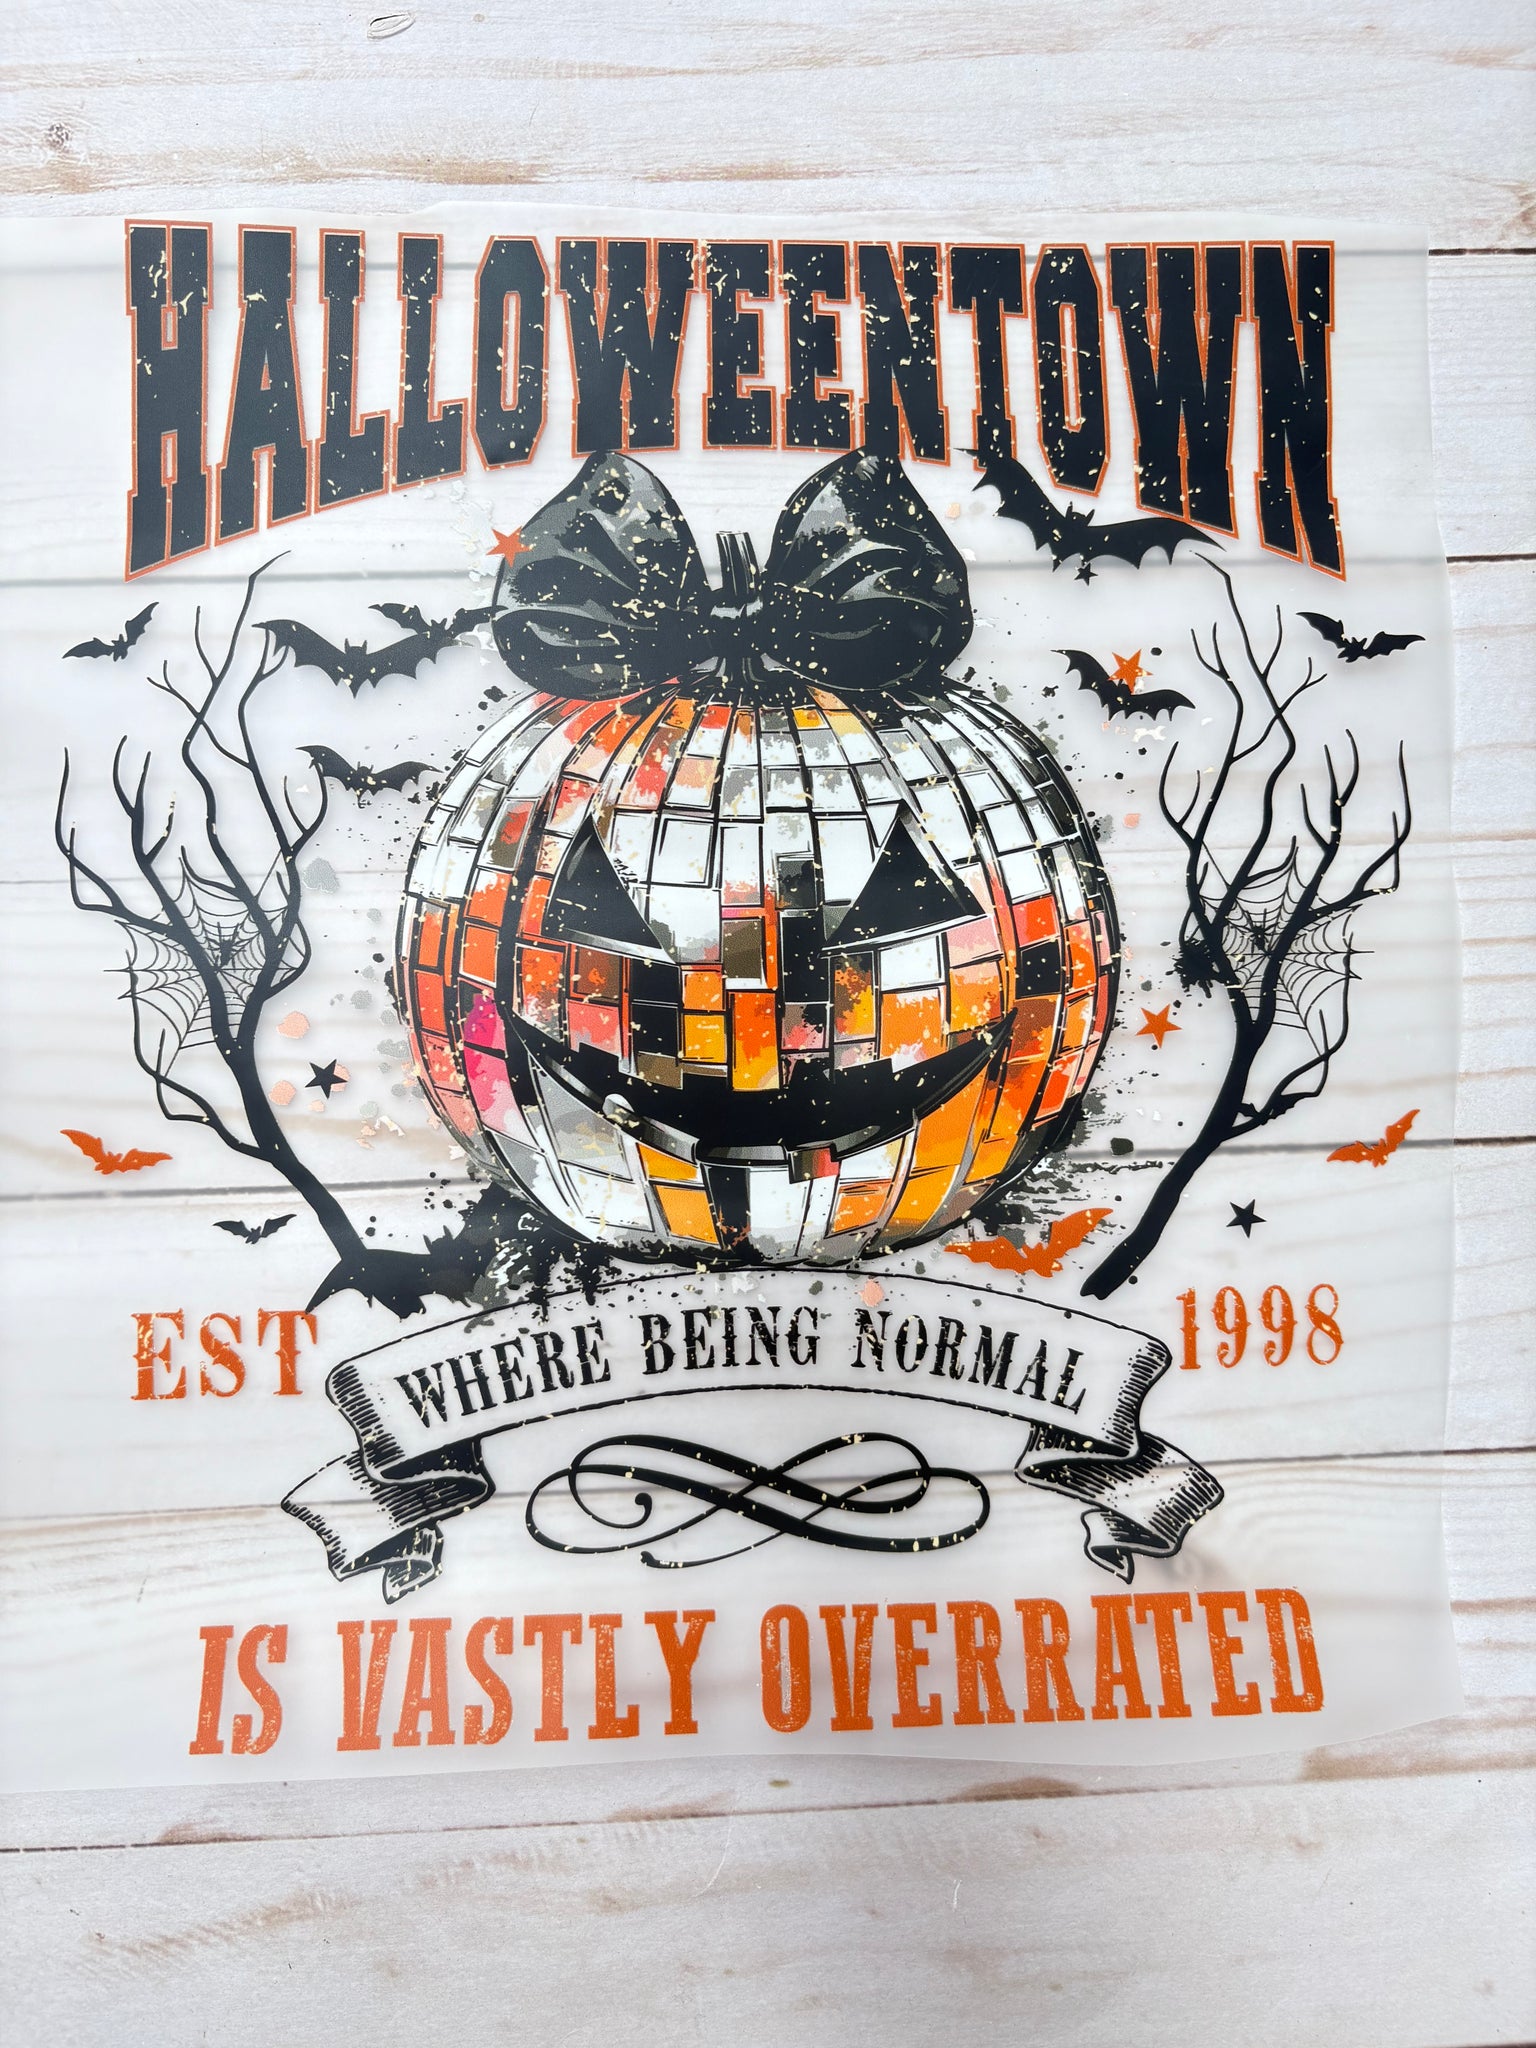 HALLOWEENTOWN
EST
1998
WHERE BEING NORMAL
IS VASTLY OVERRATED